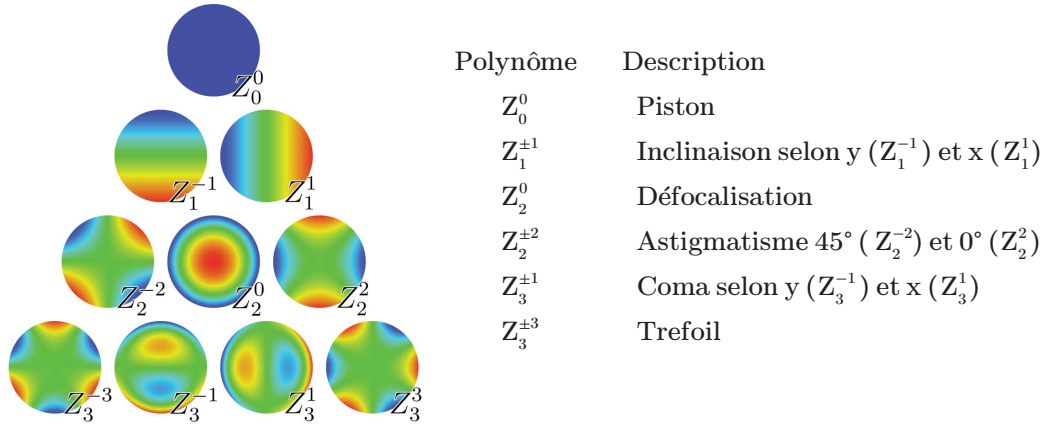 Z_0^0
Z_1^{-1} Z_1^1
Z_2^{-2} Z_2^0 Z_2^2
Z_3^{-3} Z_3^{-1} Z_3^1 Z_3^3
Polynôme Description
Z_0^0 Piston
Z_1^{±1} Inclinaison selon y (Z_1^{-1}) et x (Z_1^1)
Z_2^0 Défocalisation
Z_2^{±2} Astigmatisme 45° (Z_2^{-2}) et 0° (Z_2^2)
Z_3^{±1} Coma selon y (Z_3^{-1}) et x (Z_3^1)
Z_3^{±3} Trefoil